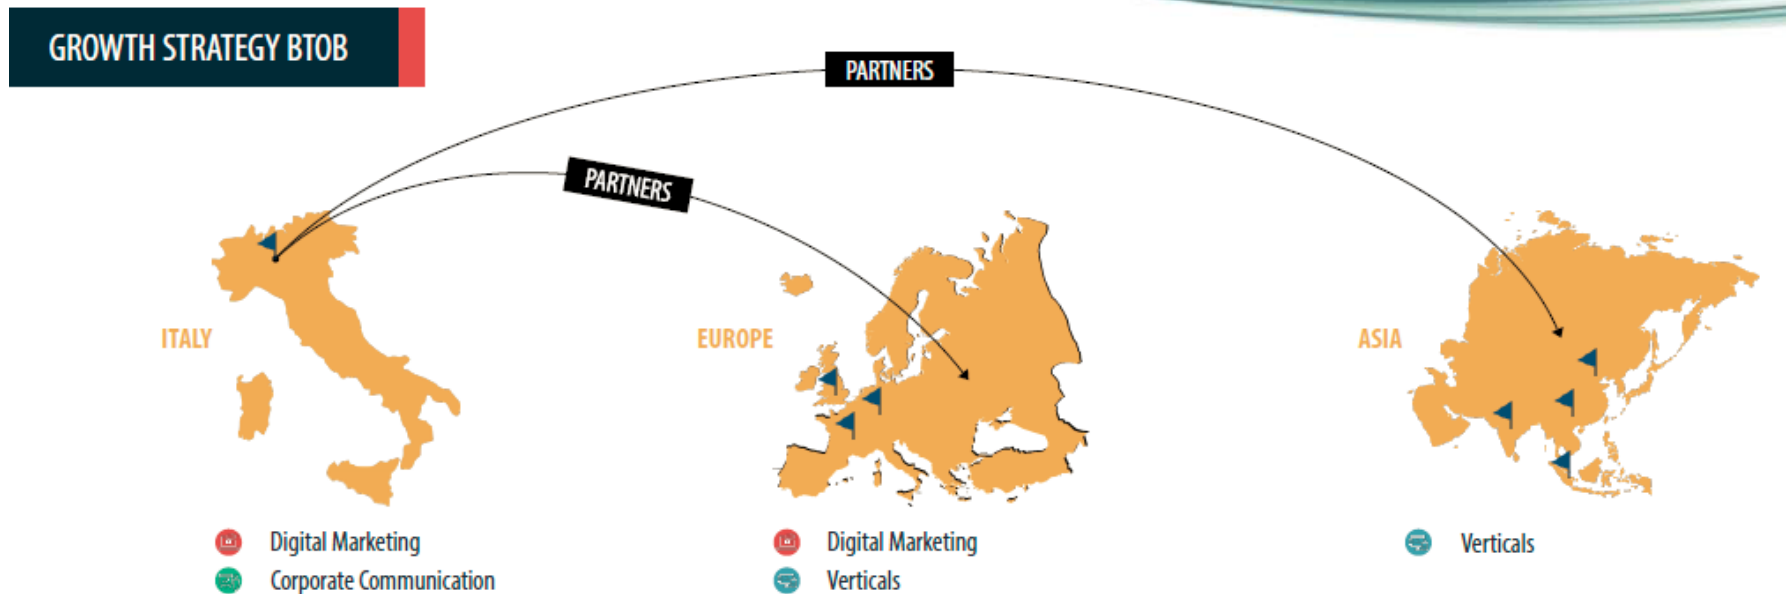 GROWTH STRATEGY BTOB
PARTNERS
PARTNERS
ITALY
EUROPE
ASIA
Digital Marketing
Corporate Communication
Digital Marketing
Verticals
Verticals